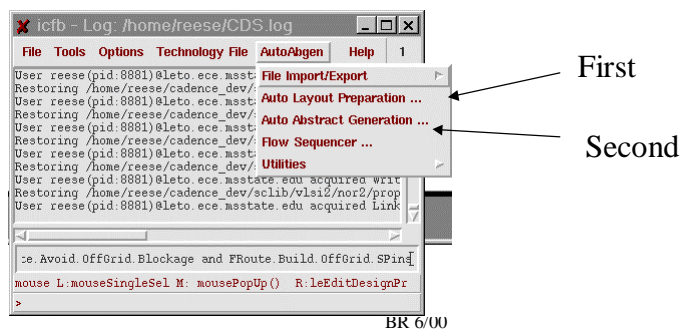 icfb - Log: /home/reese/CDS.log
File Tools Options Technology File AutoAbgen Help 1
User reese(pid:8881)@leto.ece.msst
Restoring /home/reese/cadence_dev/
User reese(pid:8881)@leto.ece.msst
Restoring /home/reese/cadence_dev/
User reese(pid:8881)@leto.ece.msst
Restoring /home/reese/cadence_dev/
User reese(pid:8881)@leto.ece.msst
Restoring /home/reese/cadence_dev/
User reese(pid:8881)@leto.ece.msstate.edu acquired Writ
Restoring /home/reese/cadence_dev/sclib/vlsi2/nor2/prop
User reese(pid:8881)@leto.ece.msstate.edu acquired Link
File Import/Export
Auto Layout Preparation ...
Auto Abstract Generation ...
Flow Sequencer ...
Utilities
First
Second
ce.Avoid.OffGrid.Blockage and FRoute.Build.OffGrid.SPins
mouse L:mouseSingleSel M: mousePopUp() R:leEditDesignPr
>
BR 6/00